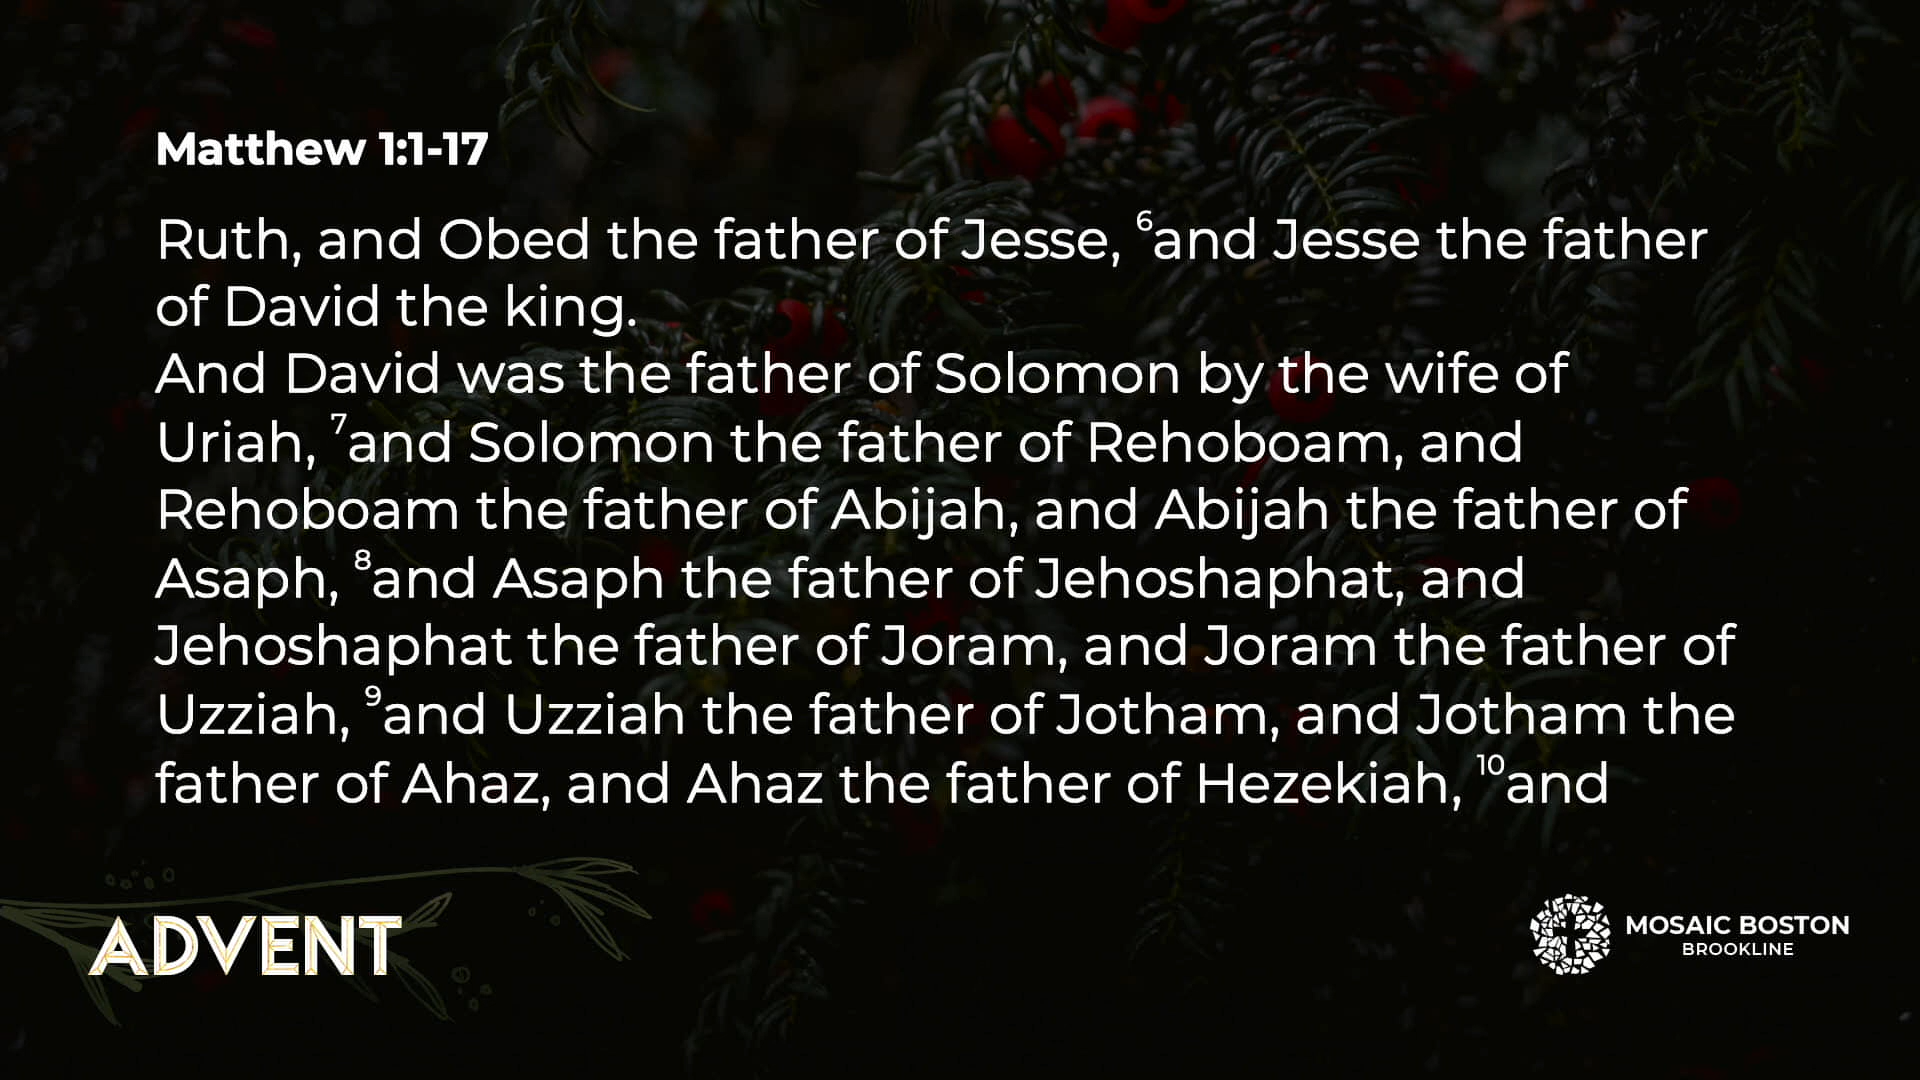 Matthew 1:1-17
Ruth, and Obed the father of Jesse, ⁶and Jesse the father
of David the king.
And David was the father of Solomon by the wife of
Uriah, ⁷and Solomon the father of Rehoboam, and
Rehoboam the father of Abijah, and Abijah the father of
Asaph, ⁸and Asaph the father of Jehoshaphat, and
Jehoshaphat the father of Joram, and Joram the father of
Uzziah, ⁹and Uzziah the father of Jotham, and Jotham the
father of Ahaz, and Ahaz the father of Hezekiah, ¹⁰and
ADVENT
MOSAIC BOSTON
BROOKLINE